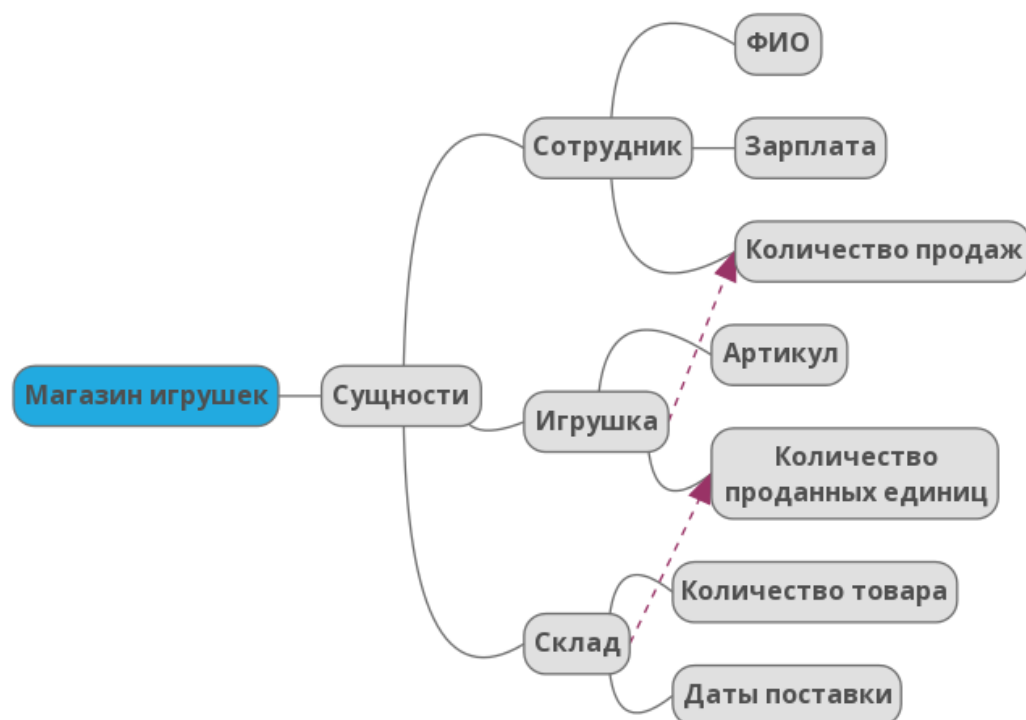 ФИО
Сотрудник
Зарплата
Количество продаж
Артикул
Магазин игрушек
Сущности
Игрушка
Количество
проданных единиц
Количество товара
Склад
Даты поставки